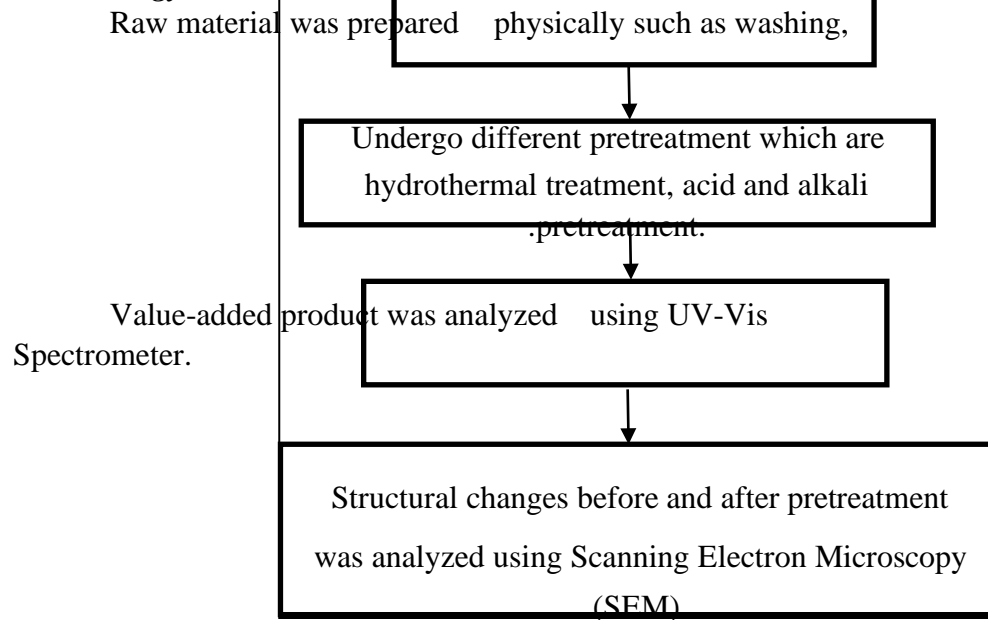 Raw material was prepared physically such as washing,
Undergo different pretreatment which are
hydrothermal treatment, acid and alkali
.pretreatment.
Value-added product was analyzed using UV-Vis
Spectrometer.
Structural changes before and after pretreatment
was analyzed using Scanning Electron Microscopy
(SEM)